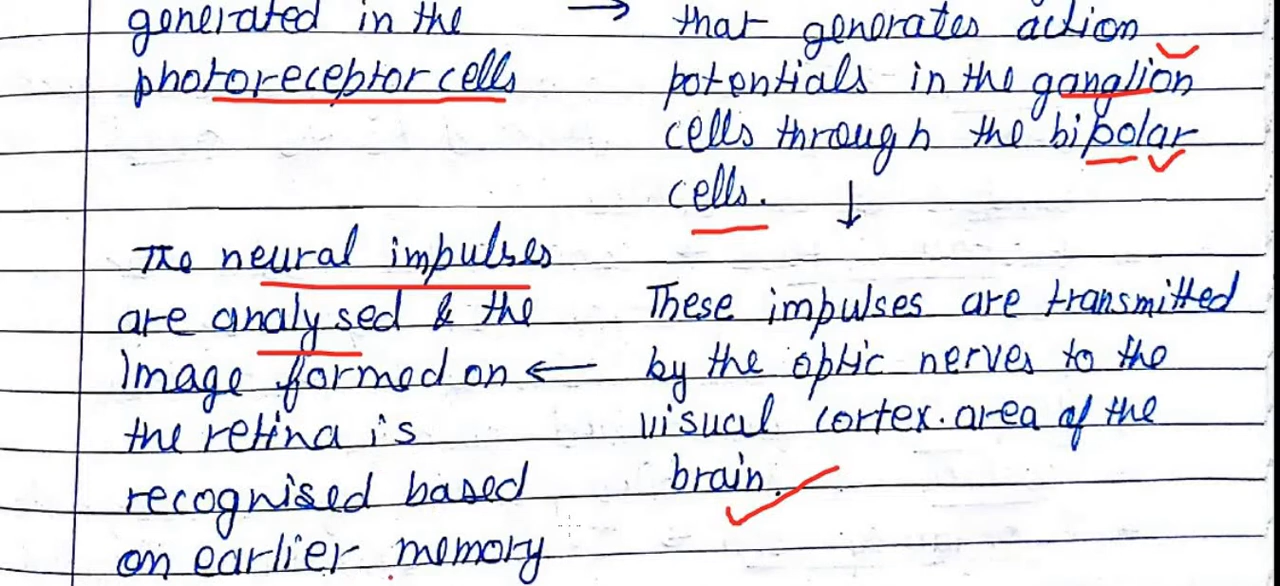 generated in the
photoreceptor cells
→ that generates action
potentials in the ganglion
cells through the bipolar
cells. ↓
These impulses are transmitted
by the optic nerves to the
visual cortex. area of the
brain.
←
The neural impulses
are analysed & the
Image formed on
the retina is
recognised based
on earlier memory